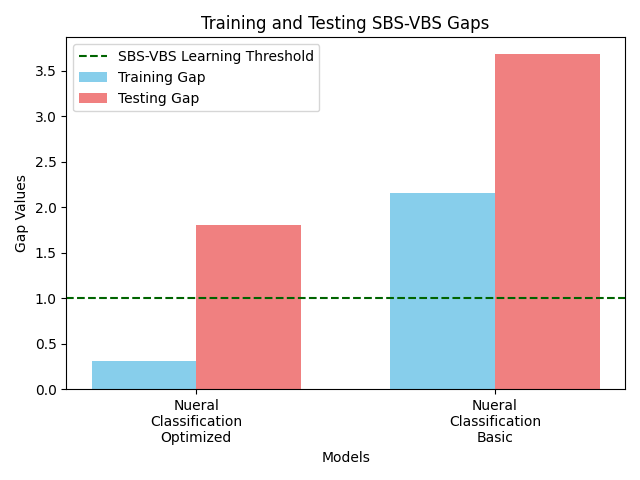 Training and Testing SBS-VBS Gaps
SBS-VBS Learning Threshold
Training Gap
Testing Gap
Gap Values
3.5
3.0
2.5
2.0
1.5
1.0
0.5
0.0
Nueral
Classification
Optimized
Nueral
Classification
Basic
Models